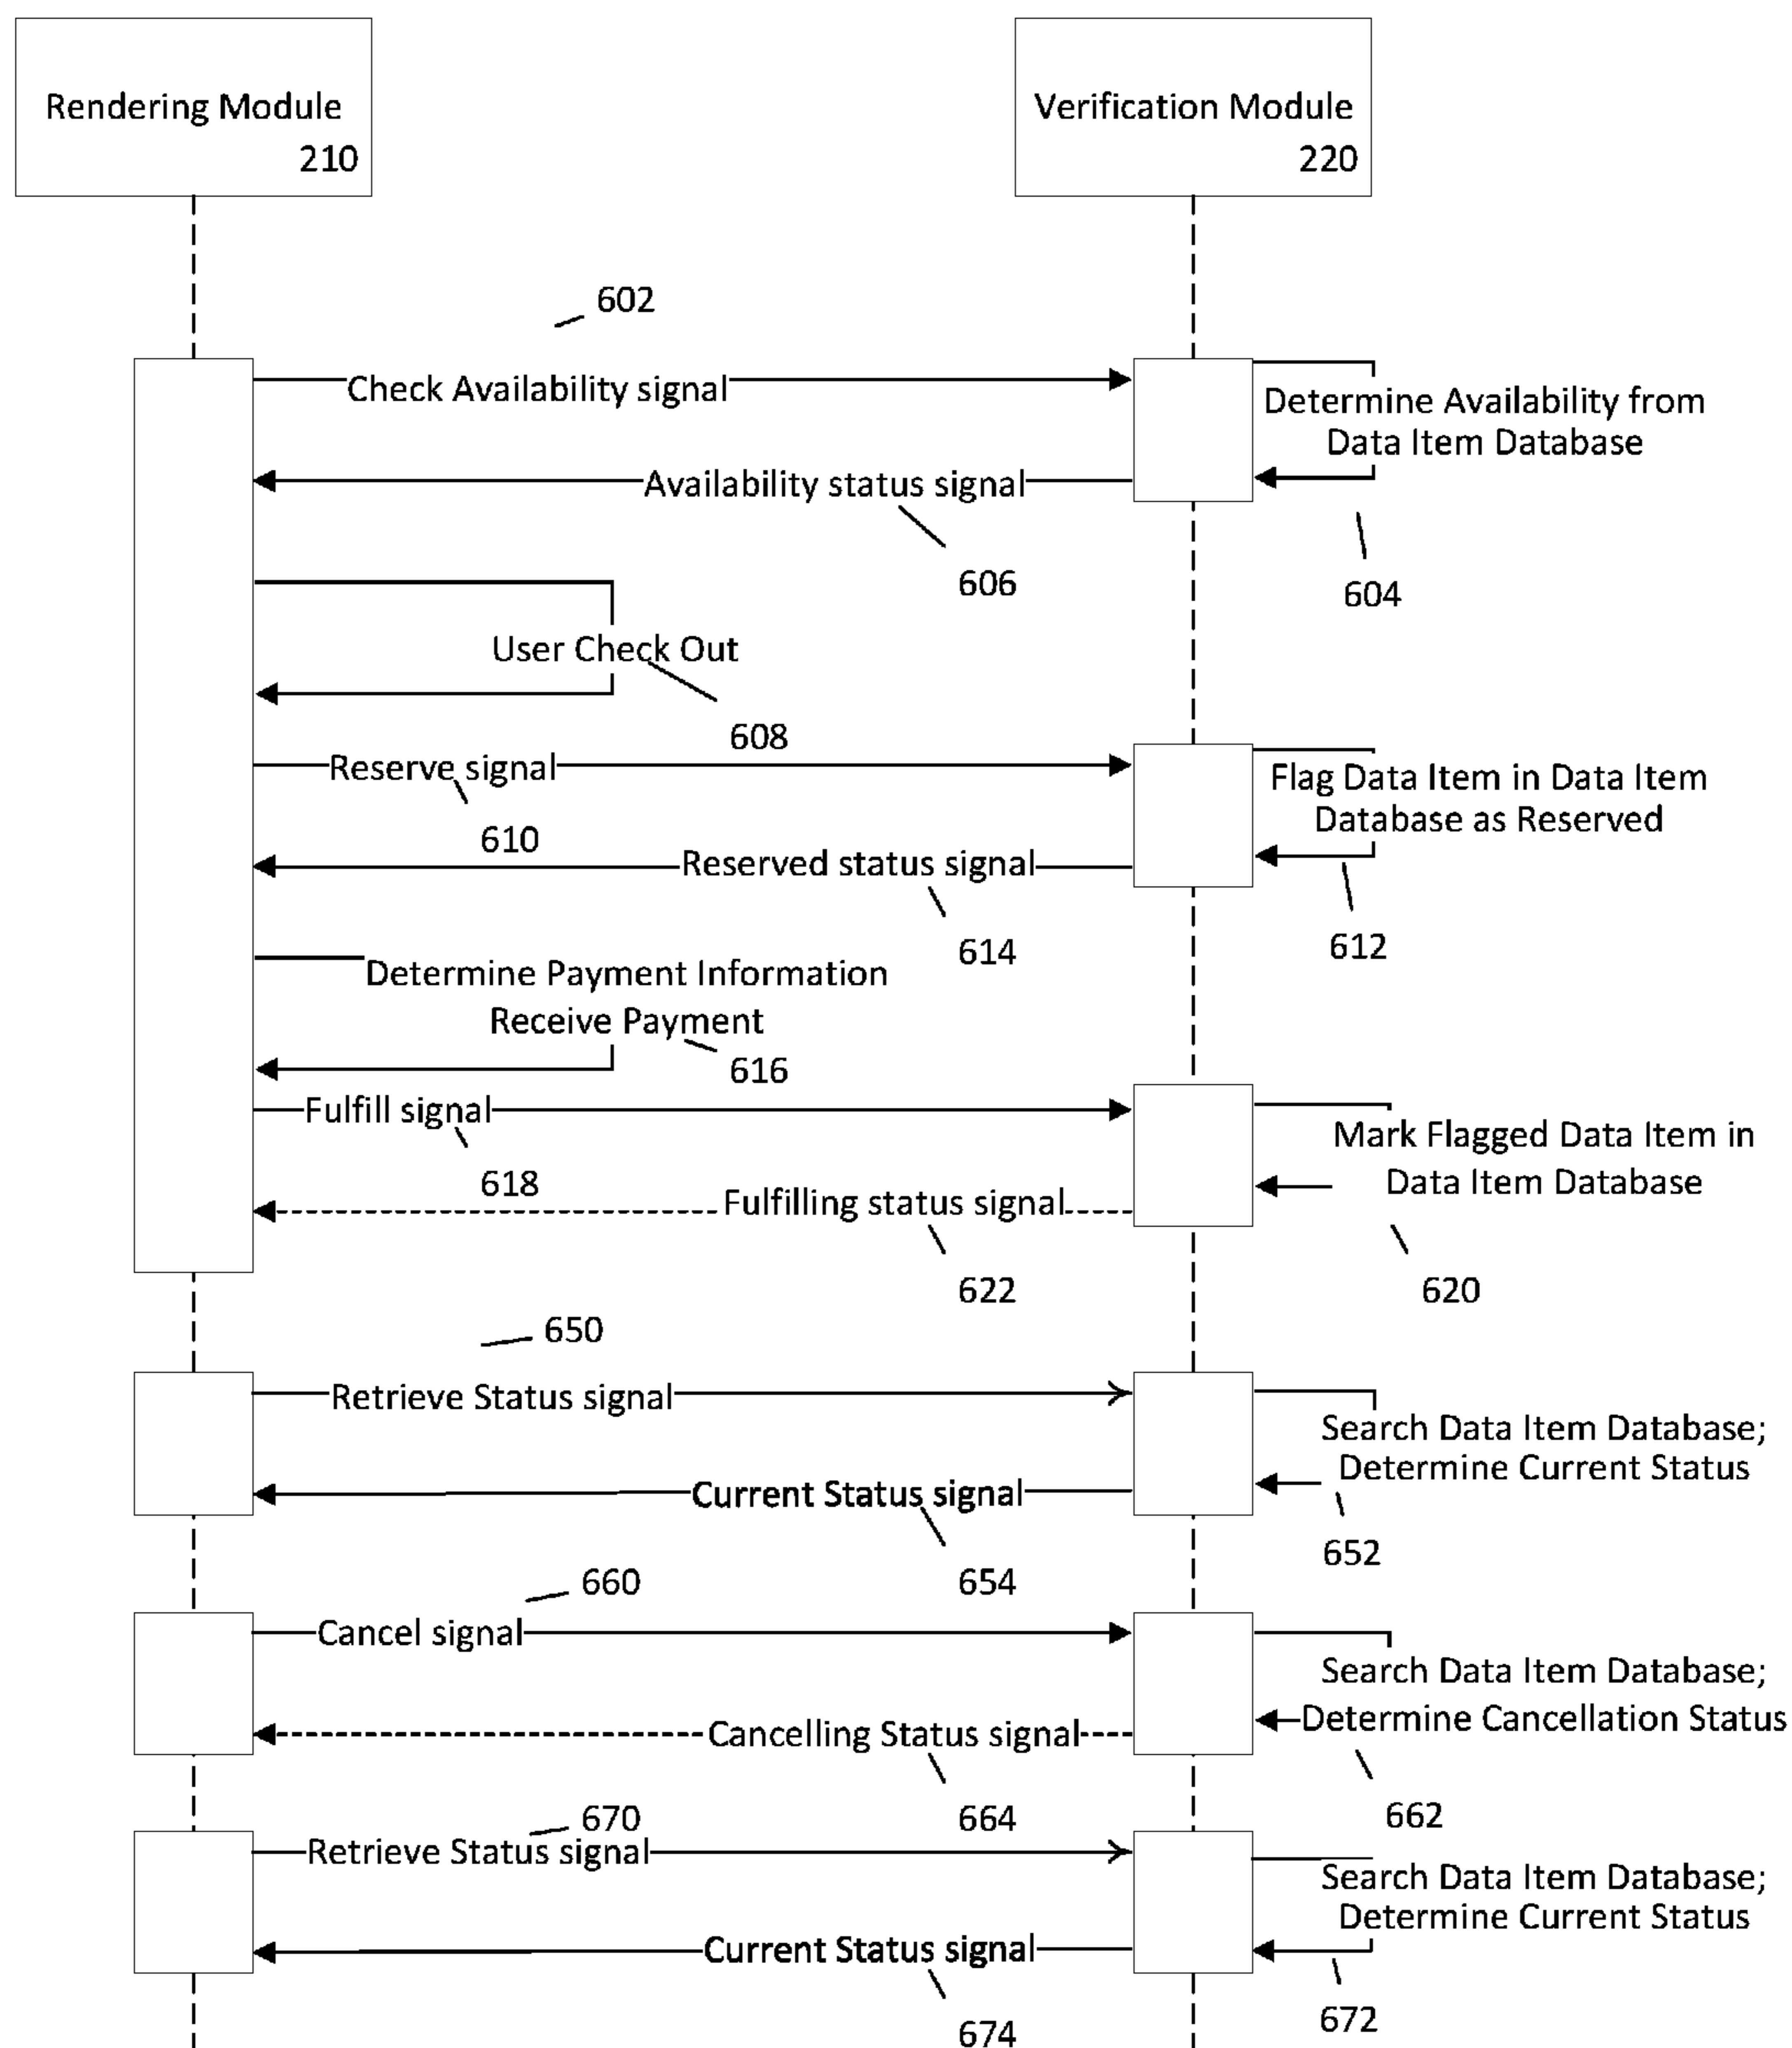 Rendering Module
210
Verification Module
220
602
Check Availability signal
Determine Availability from
Data Item Database
Availability status signal
606
604
User Check Out
608
Reserve signal
Flag Data Item in Data Item
Database as Reserved
610
Reserved status signal
614
612
Determine Payment Information
Receive Payment
616
Fulfill signal
Mark Flagged Data Item in
Data Item Database
618
Fulfilling status signal
622
620
650
Retrieve Status signal
Search Data Item Database;
Determine Current Status
Current Status signal
652
654
660
Cancel signal
Search Data Item Database;
Determine Cancellation Status
Cancelling Status signal
664
662
670
Retrieve Status signal
Search Data Item Database;
Determine Current Status
Current Status signal
672
674